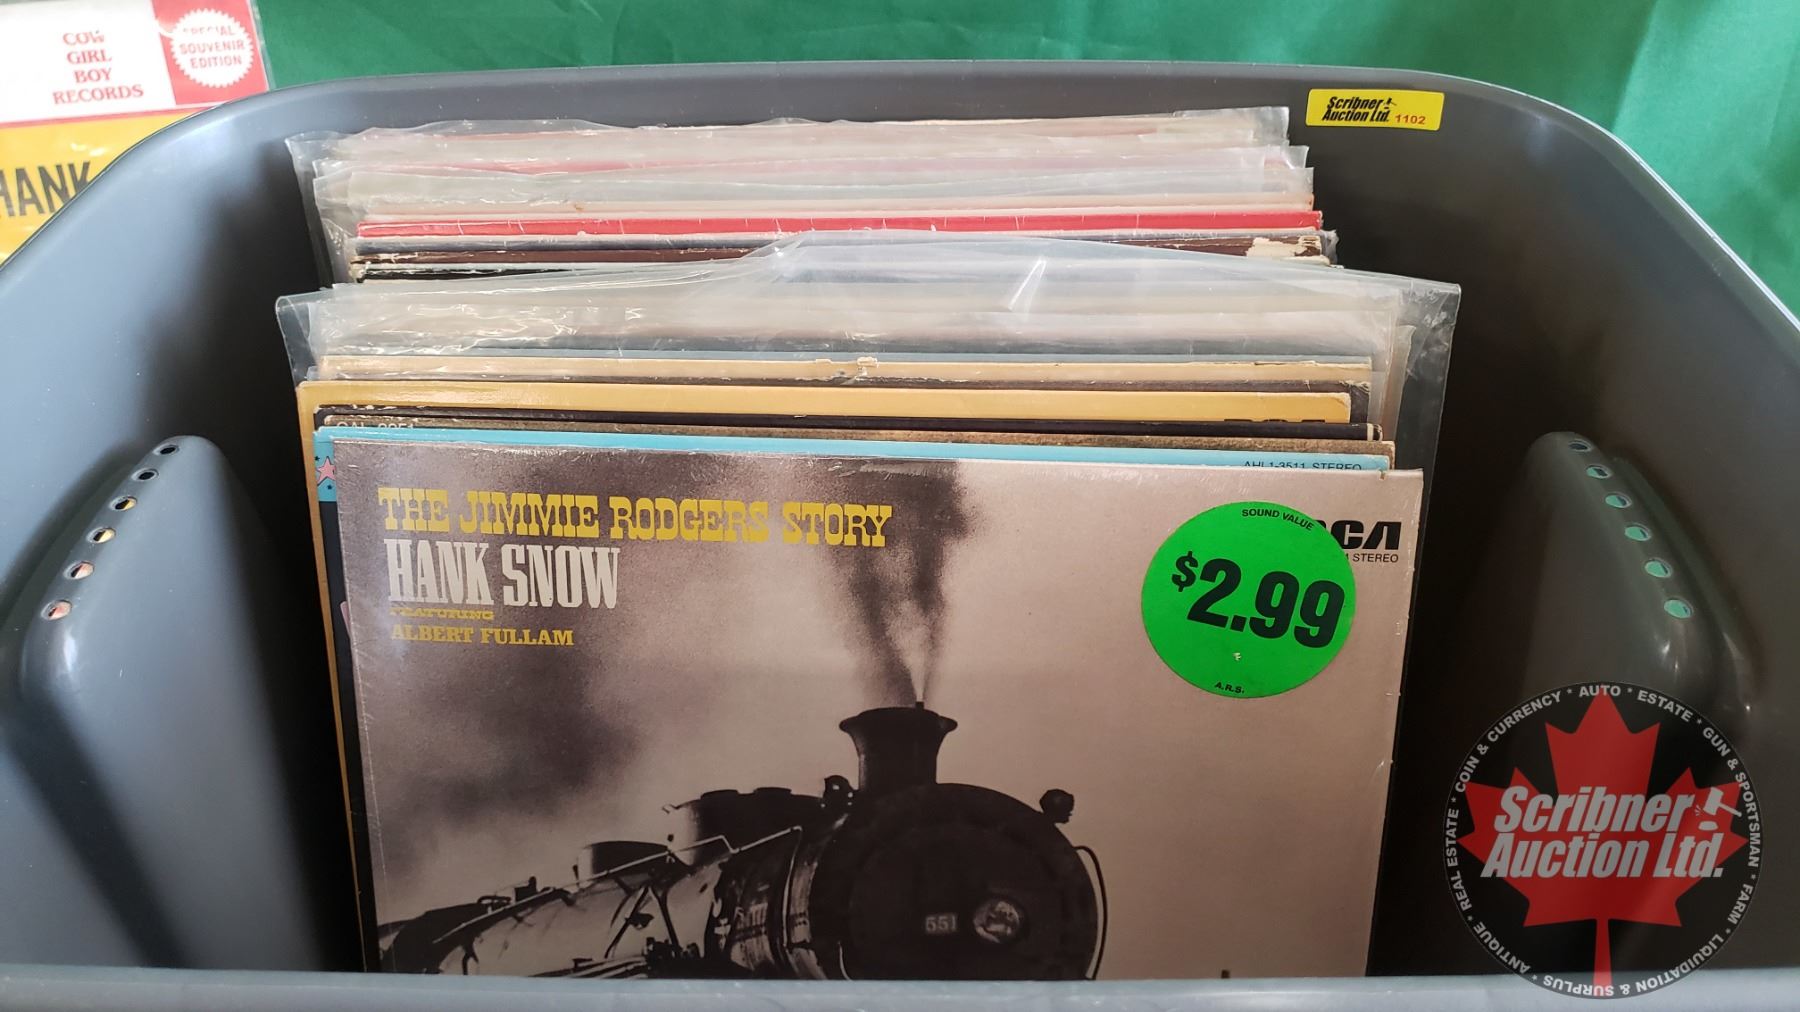 COW
GIRL
BOY
RECORDS
SPECIAL
SOUVENIR
EDITION
HANK
Scribner
Auction Ltd. 1102
AHL1-3511 STEREO
THE JIMMIE RODGERS STORY
HANK SNOW
FEATURING
ALBERT FULLAM
SOUND VALUE
$2.99
A.R.S.
RCA
STEREO
551
Scribner
Auction Ltd.
* AUTO * ESTATE * GUN & SPORTSMAN * FARM * LIQUIDATION & SURPLUS * ANTIQUE * REAL ESTATE * COIN & CURRENCY